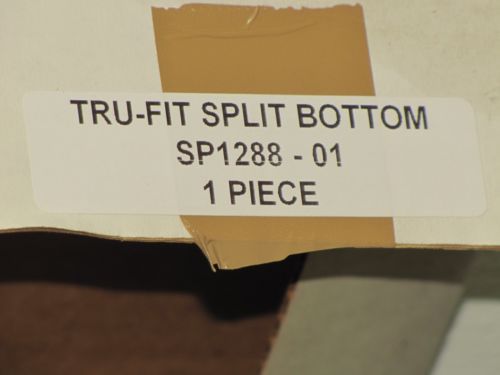 TRU-FIT SPLIT BOTTOM
SP1288 - 01
1 PIECE